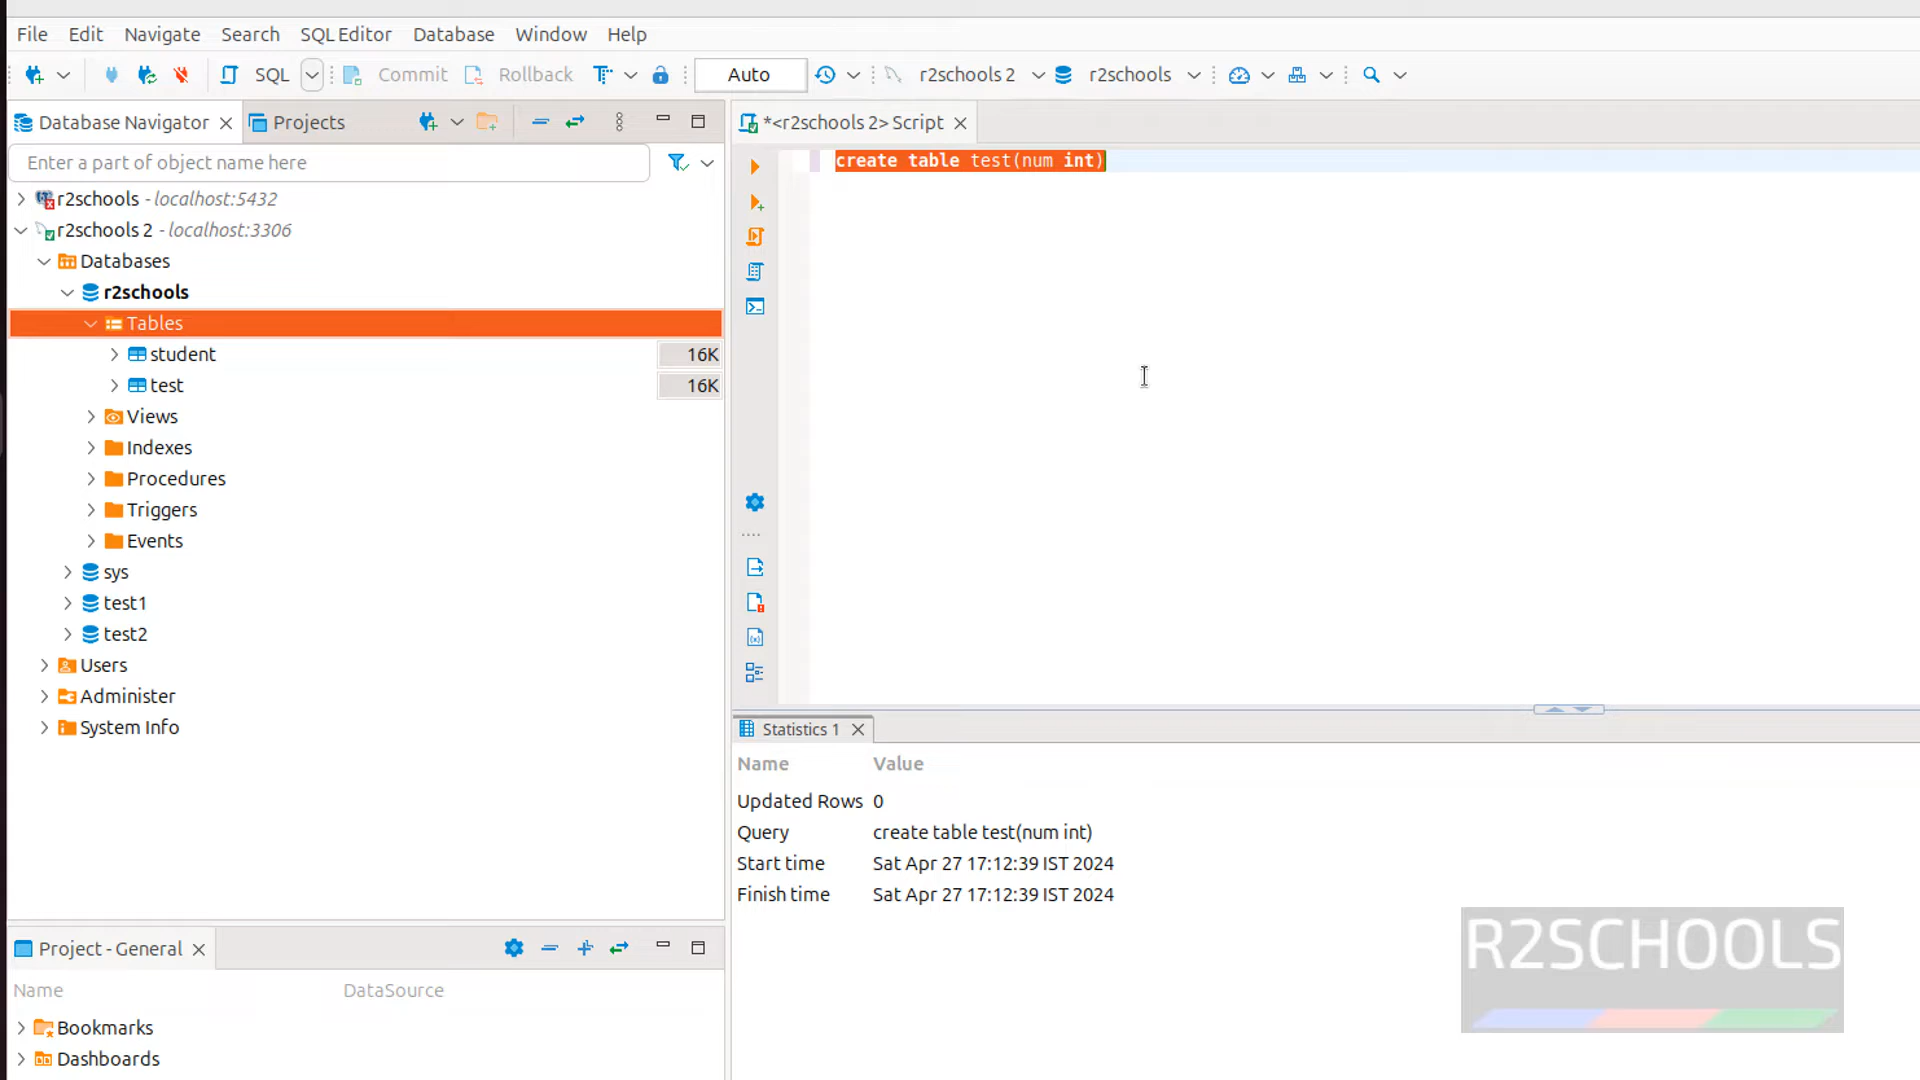 File Edit Navigate Search SQL Editor Database Window Help
SQL Commit Rollback Auto r2schools 2 r2schools
Database Navigator Projects
Enter a part of object name here
r2schools - localhost:5432
r2schools 2 - localhost:3306
Databases
r2schools
Tables
student 16K
test 16K
Views
Indexes
Procedures
Triggers
Events
sys
test1
test2
Users
Administer
System Info
Project - General
Name DataSource
Bookmarks
Dashboards
*<r2schools 2> Script
create table test(num int)
Statistics 1
Name Value
Updated Rows 0
Query create table test(num int)
Start time Sat Apr 27 17:12:39 IST 2024
Finish time Sat Apr 27 17:12:39 IST 2024
R2SCHOOLS